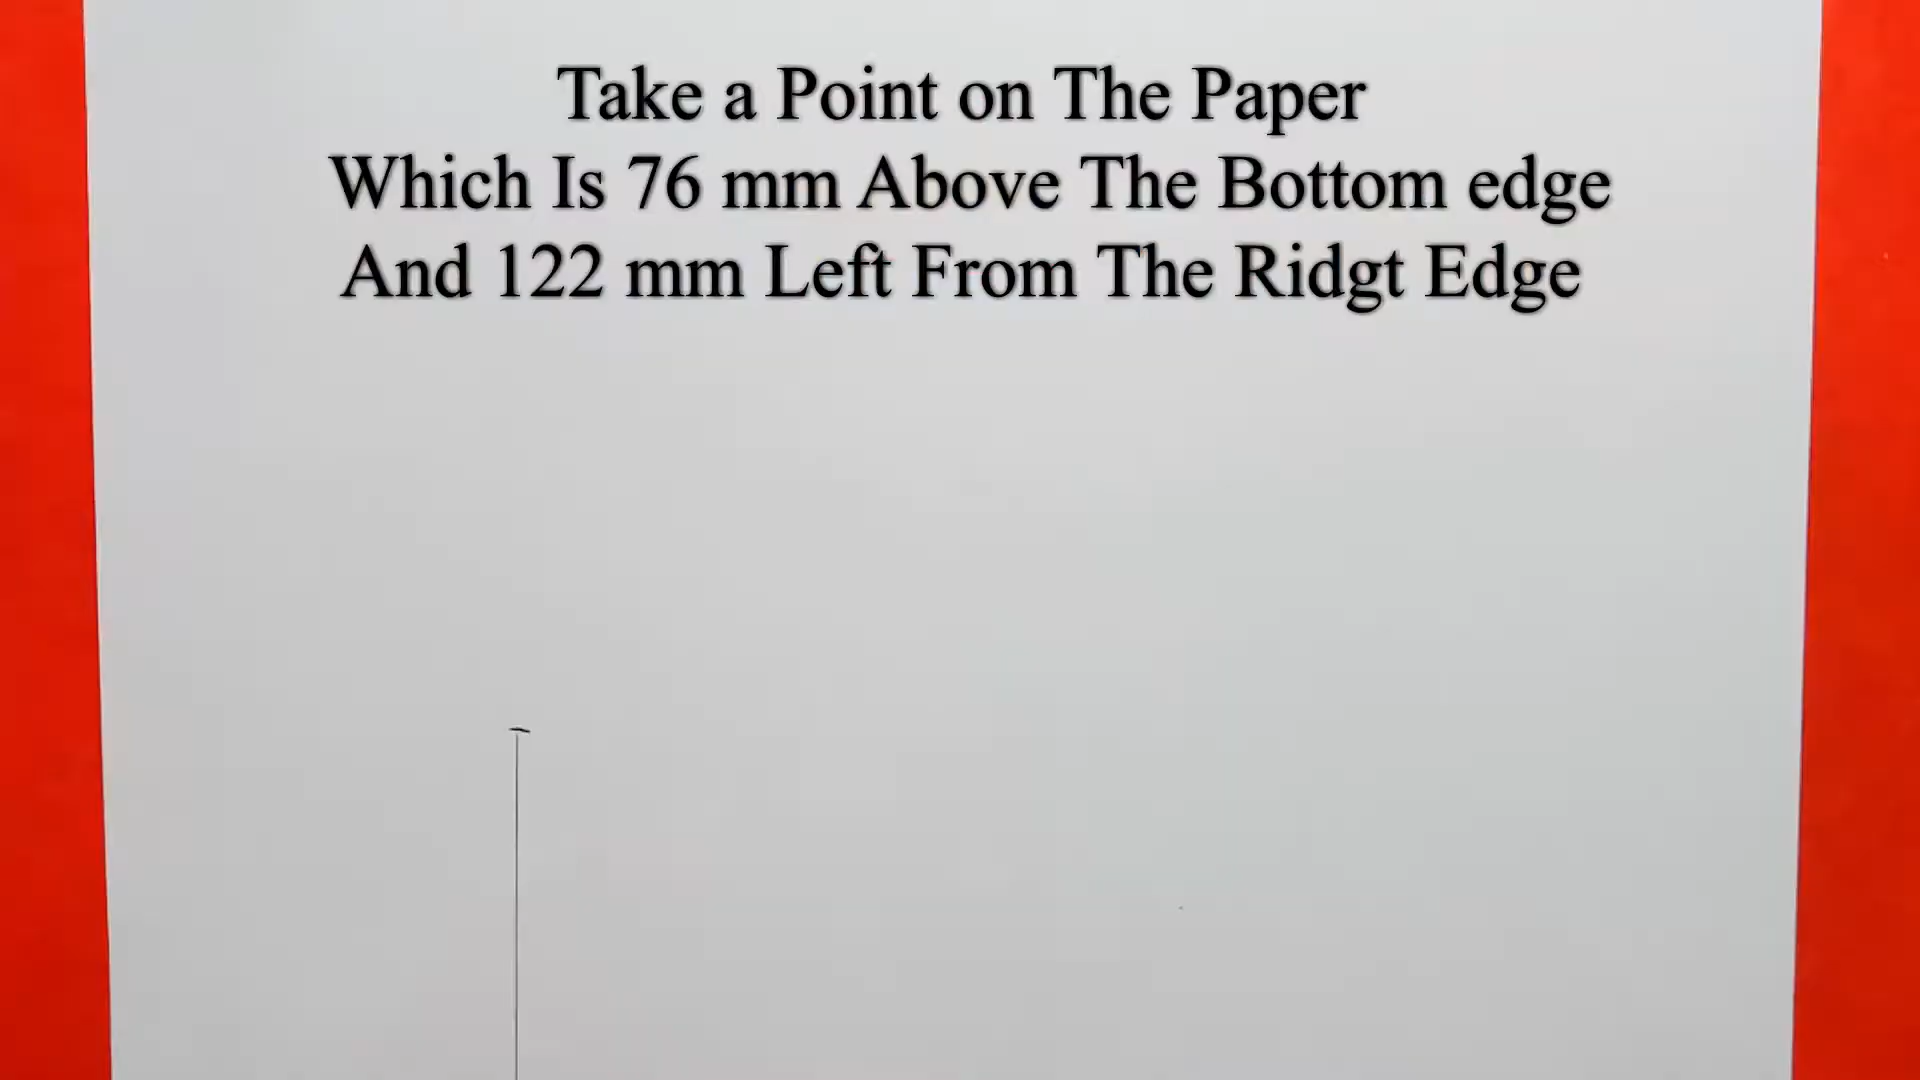 Take a Point on The Paper
Which Is 76 mm Above The Bottom edge
And 122 mm Left From The Ridgt Edge